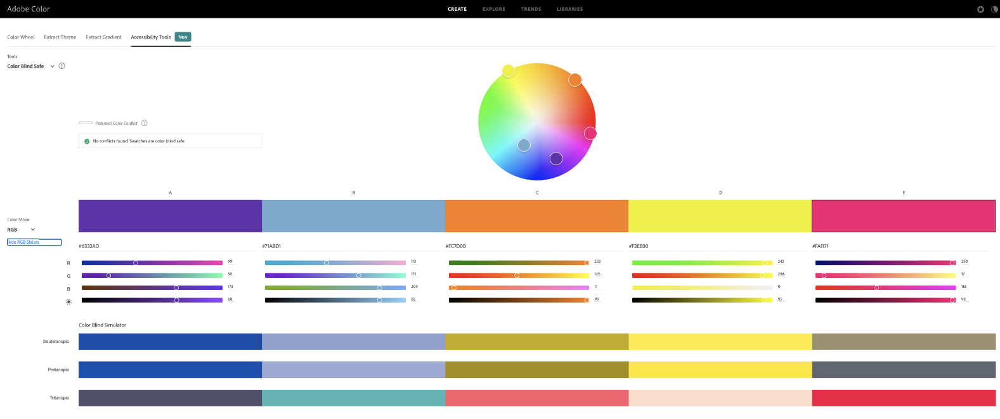 Adobe Color
CREATE EXPLORE TRENDS LIBRARIES
Color Wheel Extract Theme Extract Gradient Accessibility Tools New
Tools
Color Blind Safe ?
Potential Color Conflict ?
No conflicts found. Swatches are color blind safe.
A B C D E
Color Mode
RGB
Hide RGB Sliders
#6332AD #71ABD1 #FC7D0B #F2EE00 #FA1171
R 99 113 252 242 250
G 50 171 125 238 17
B 173 209 11 0 113
68 82 99 95 98
Color Blind Simulator
Deuteranopia
Protanopia
Tritanopia